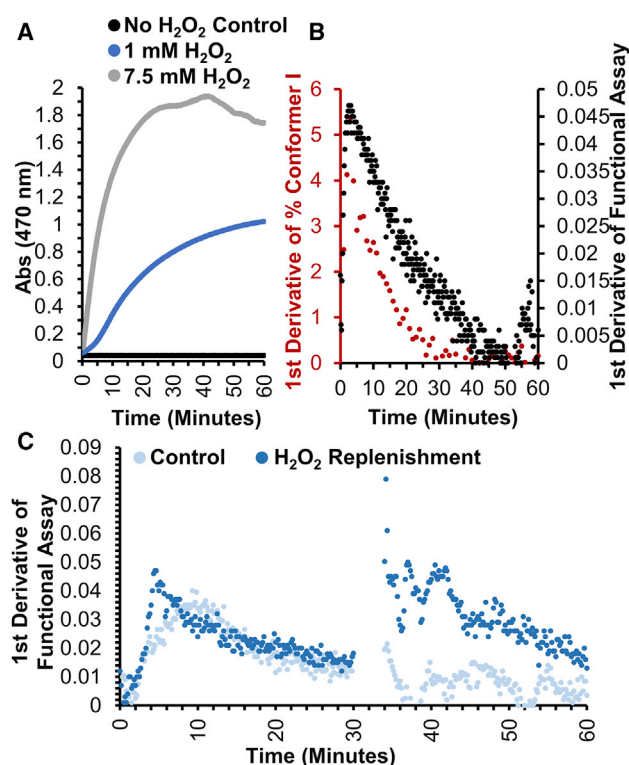 A
No H₂O₂ Control
1 mM H₂O₂
7.5 mM H₂O₂
2
1.8
1.6
1.4
1.2
1
0.8
0.6
0.4
0.2
0
Abs (470 nm)
0 10 20 30 40 50 60
Time (Minutes)
B
6
5
4
3
2
1
0
1st Derivative of % Conformer I
0.05
0.045
0.04
0.035
0.03
0.025
0.02
0.015
0.01
0.005
0
1st Derivative of Functional Assay
0 10 20 30 40 50 60
Time (Minutes)
C
Control
H₂O₂ Replenishment
0.09
0.08
0.07
0.06
0.05
0.04
0.03
0.02
0.01
0
1st Derivative of
Functional Assay
0 10 20 30 40 50 60
Time (Minutes)